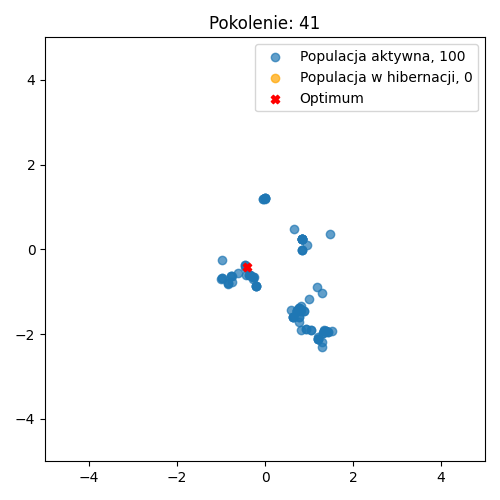 Pokolenie: 41
Populacja aktywna, 100
Populacja w hibernacji, 0
Optimum
4
2
0
−2
−4
−4 −2 0 2 4